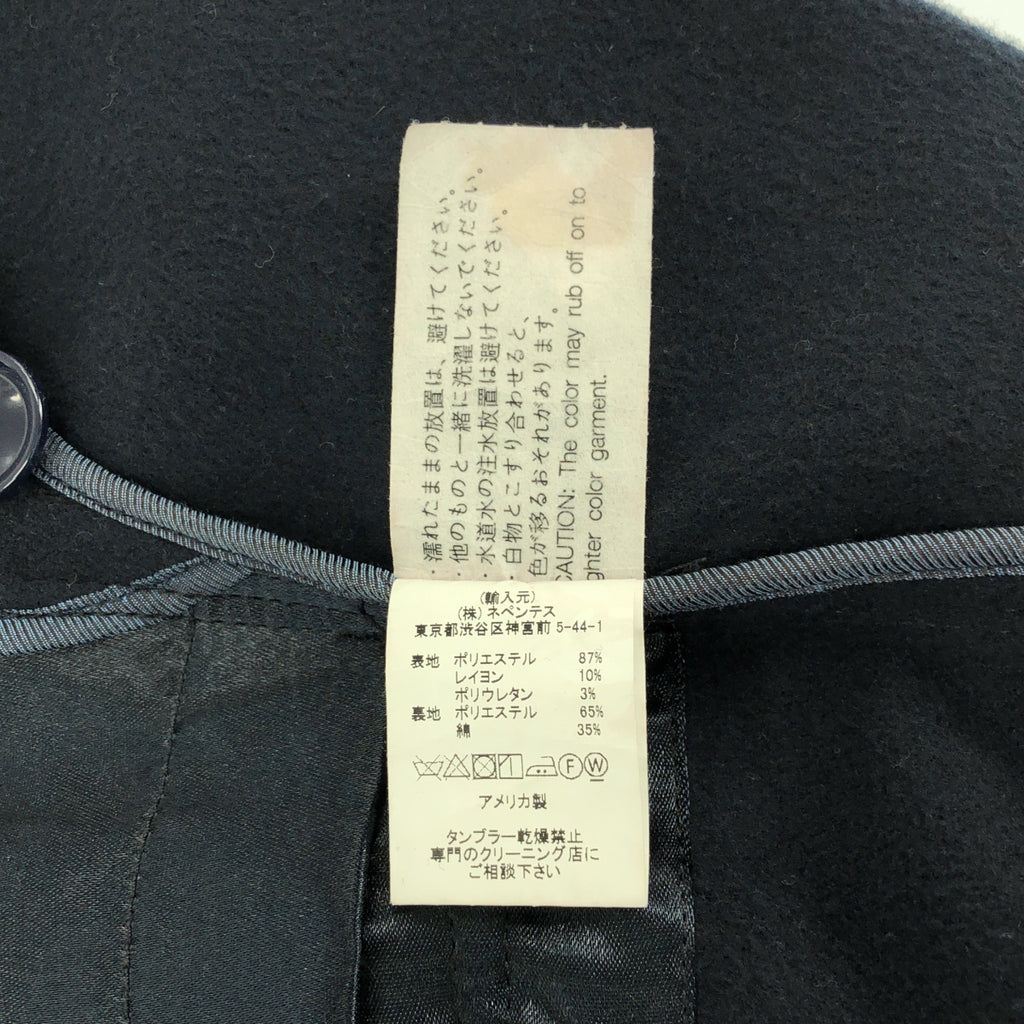 ・濡れたままの放置は、避けてください。
・他のものと一緒に洗濯しないでください。
・水道水の注水放置は避けてください。
・白物とこすり合わせると、
色が移るおそれがあります。
CAUTION: The color may rub off on to
ghter color garment.
(輸入元)
(株)ネペンテス
東京都渋谷区神宮前 5-44-1
表地 ポリエステル 87%
レイヨン 10%
ポリウレタン 3%
裏地 ポリエステル 65%
綿 35%
F W
アメリカ製
タンブラー乾燥禁止
専門のクリーニング店に
ご相談下さい